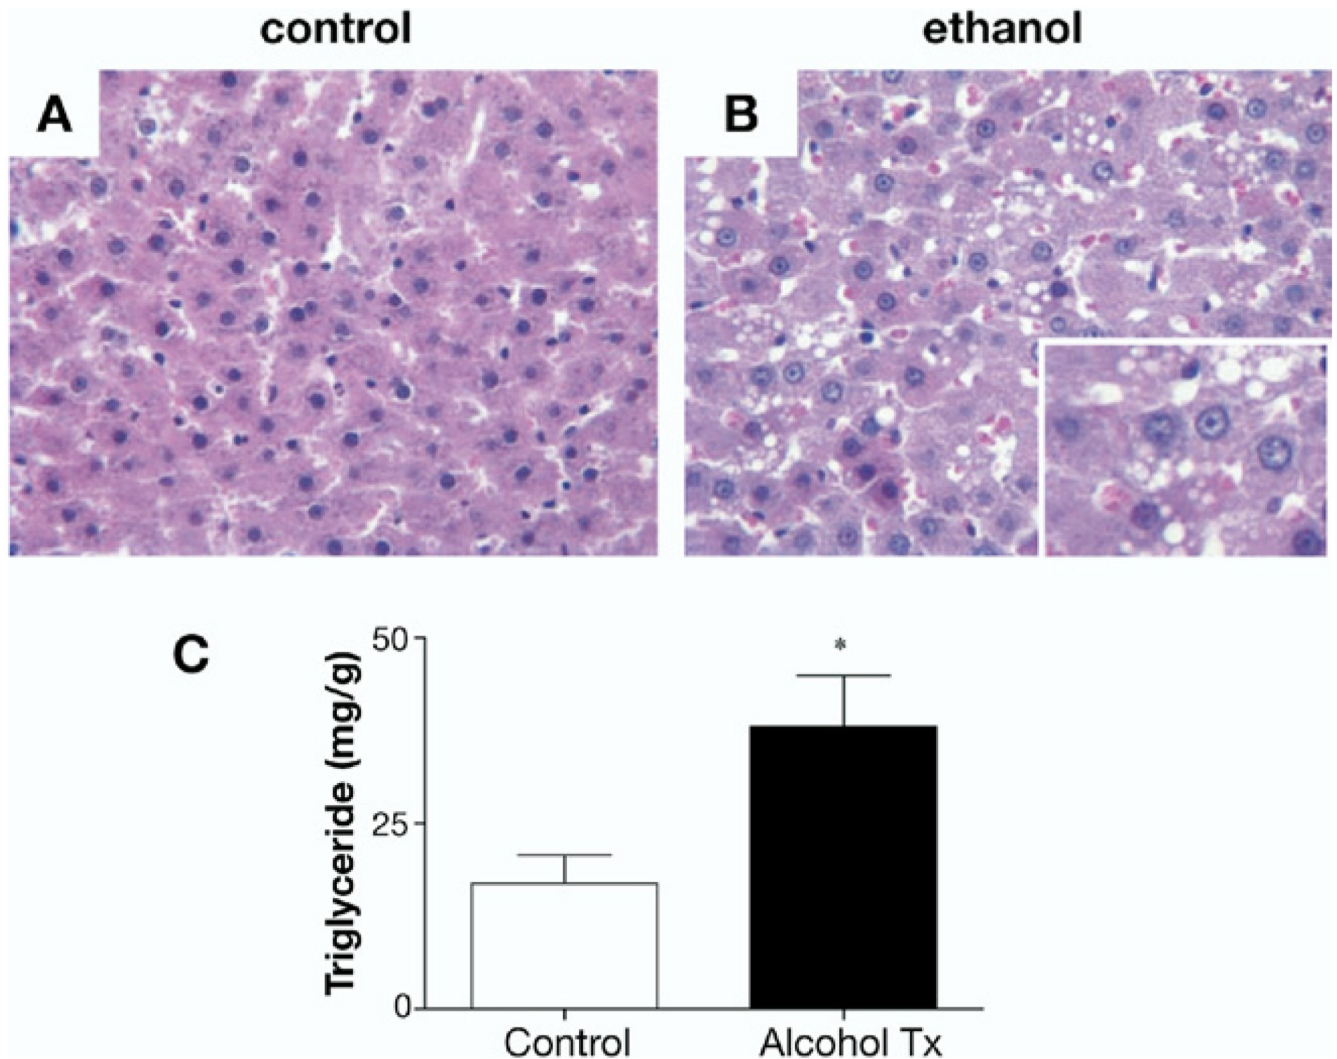 control
ethanol
A
B
C
Triglyceride (mg/g)
50
25
0
*
Control
Alcohol Tx